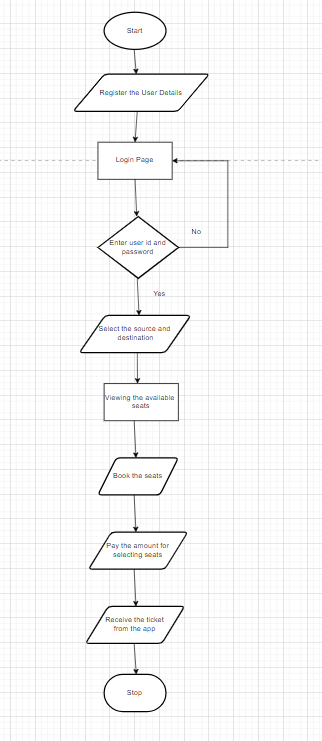 Start
Register the User Details
Login Page
No
Enter user id and
password
Yes
Select the source and
destination
Viewing the available
seats
Book the seats
Pay the amount for
selecting seats
Receive the ticket
from the app
Stop